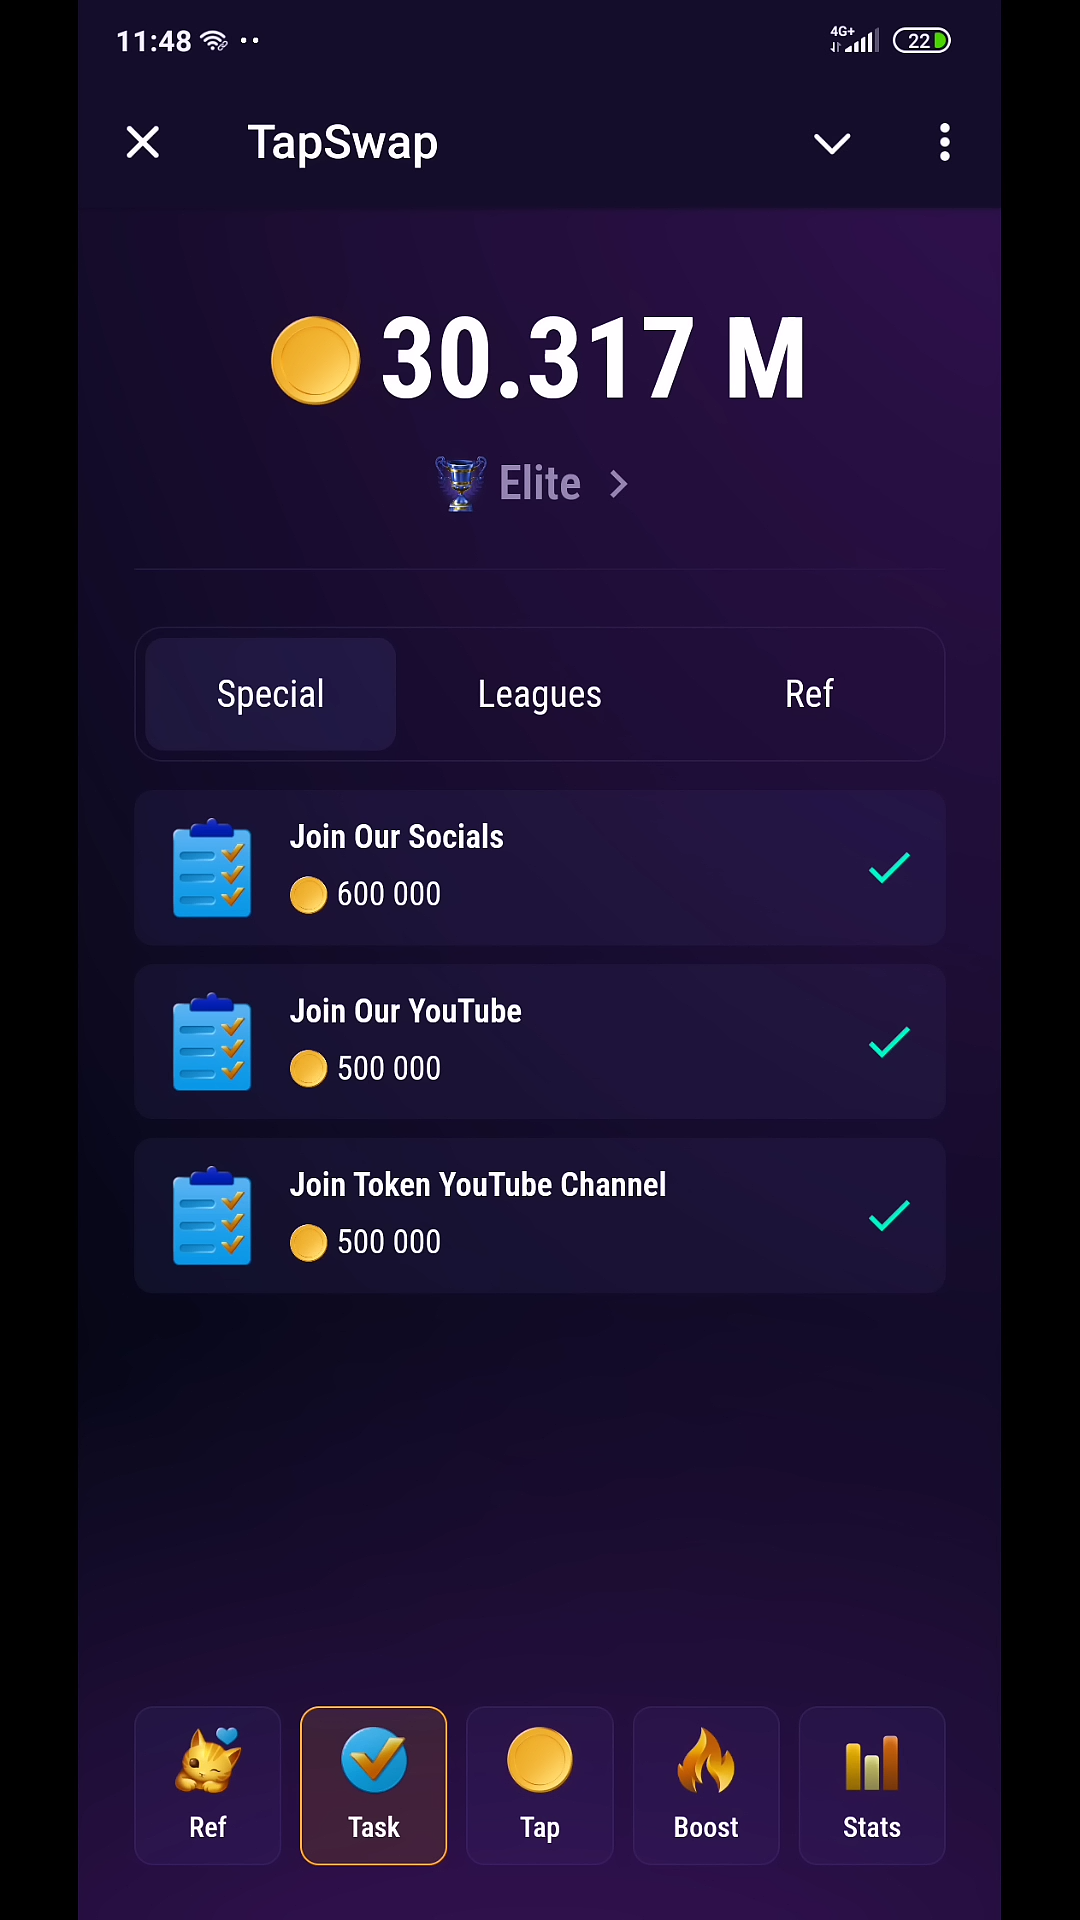 11:48
4G+
22
TapSwap
30.317 M
Elite
Special
Leagues
Ref
Join Our Socials
600 000
Join Our YouTube
500 000
Join Token YouTube Channel
500 000
Ref
Task
Tap
Boost
Stats